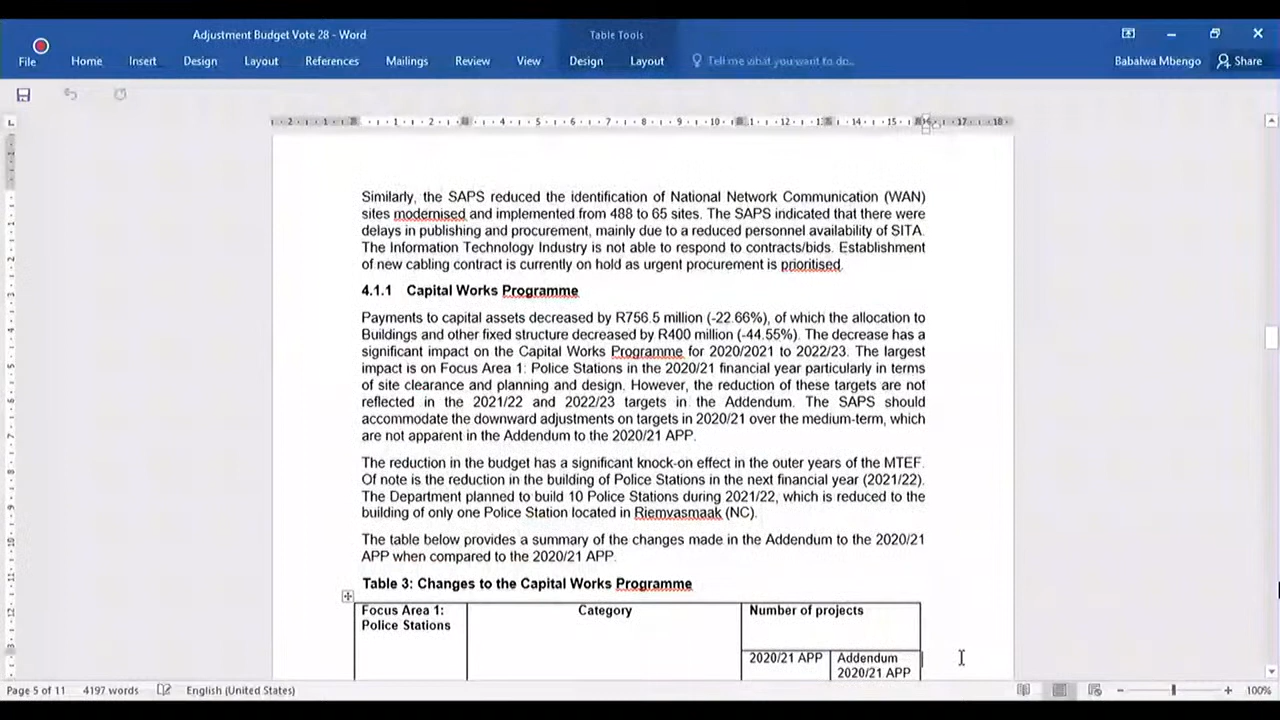 Adjustment Budget Vote 28 - Word
Table Tools
File Home Insert Design Layout References Mailings Review View Design Layout Tell me what you want to do... Babalwa Mbengo Share
Similarly, the SAPS reduced the identification of National Network Communication (WAN)
sites modernised and implemented from 488 to 65 sites. The SAPS indicated that there were
delays in publishing and procurement, mainly due to a reduced personnel availability of SITA.
The Information Technology Industry is not able to respond to contracts/bids. Establishment
of new cabling contract is currently on hold as urgent procurement is prioritised.
4.1.1 Capital Works Programme
Payments to capital assets decreased by R756.5 million (-22.66%), of which the allocation to
Buildings and other fixed structure decreased by R400 million (-44.55%). The decrease has a
significant impact on the Capital Works Programme for 2020/2021 to 2022/23. The largest
impact is on Focus Area 1: Police Stations in the 2020/21 financial year particularly in terms
of site clearance and planning and design. However, the reduction of these targets are not
reflected in the 2021/22 and 2022/23 targets in the Addendum. The SAPS should
accommodate the downward adjustments on targets in 2020/21 over the medium-term, which
are not apparent in the Addendum to the 2020/21 APP.
The reduction in the budget has a significant knock-on effect in the outer years of the MTEF.
Of note is the reduction in the building of Police Stations in the next financial year (2021/22).
The Department planned to build 10 Police Stations during 2021/22, which is reduced to the
building of only one Police Station located in Riemvasmaak (NC).
The table below provides a summary of the changes made in the Addendum to the 2020/21
APP when compared to the 2020/21 APP.
Table 3: Changes to the Capital Works Programme
Focus Area 1: Category Number of projects
Police Stations
2020/21 APP Addendum
2020/21 APP
Page 5 of 11 4197 words English (United States) 100%